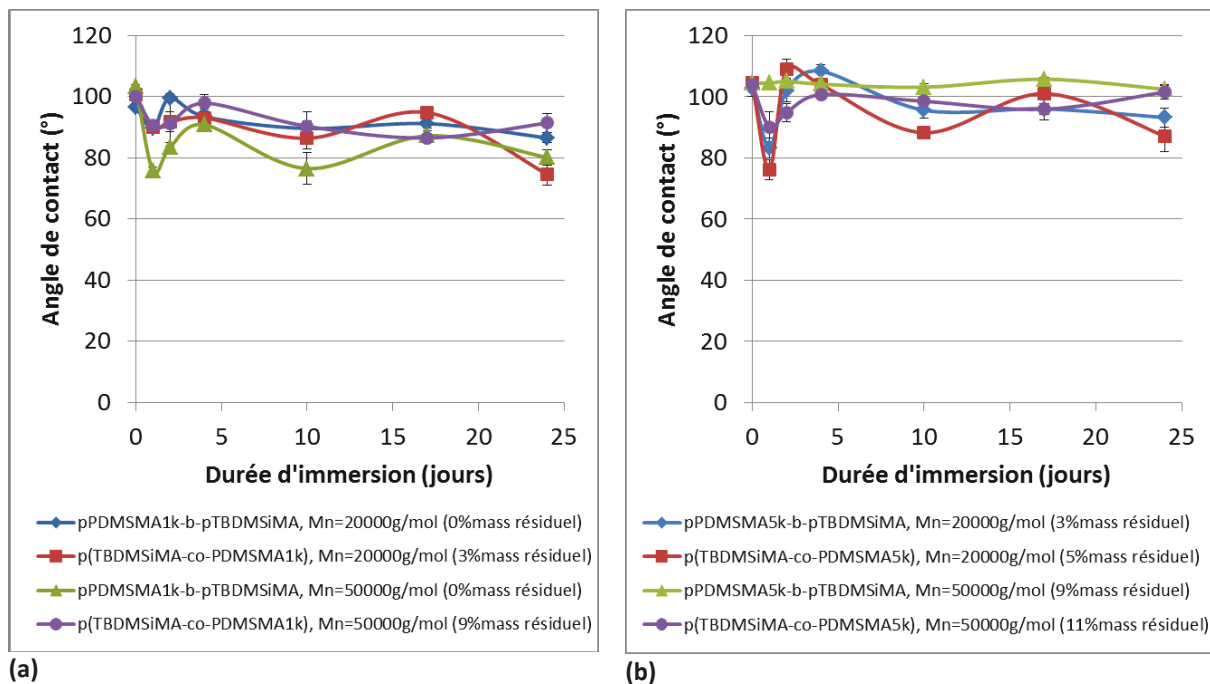 120
100
80
60
40
20
0
Angle de contact (°)
0 5 10 15 20 25
Durée d'immersion (jours)
pPDMSMA1k-b-pTBDMSiMA, Mn=20000g/mol (0%mass résiduel)
p(TBDMSiMA-co-PDMSMA1k), Mn=20000g/mol (3%mass résiduel)
pPDMSMA1k-b-pTBDMSiMA, Mn=50000g/mol (0%mass résiduel)
p(TBDMSiMA-co-PDMSMA1k), Mn=50000g/mol (9%mass résiduel)
(a)
120
100
80
60
40
20
0
Angle de contact (°)
0 5 10 15 20 25
Durée d'immersion (jours)
pPDMSMA5k-b-pTBDMSiMA, Mn=20000g/mol (3%mass résiduel)
p(TBDMSiMA-co-PDMSMA5k), Mn=20000g/mol (5%mass résiduel)
pPDMSMA5k-b-pTBDMSiMA, Mn=50000g/mol (9%mass résiduel)
p(TBDMSiMA-co-PDMSMA5k), Mn=50000g/mol (11%mass résiduel)
(b)